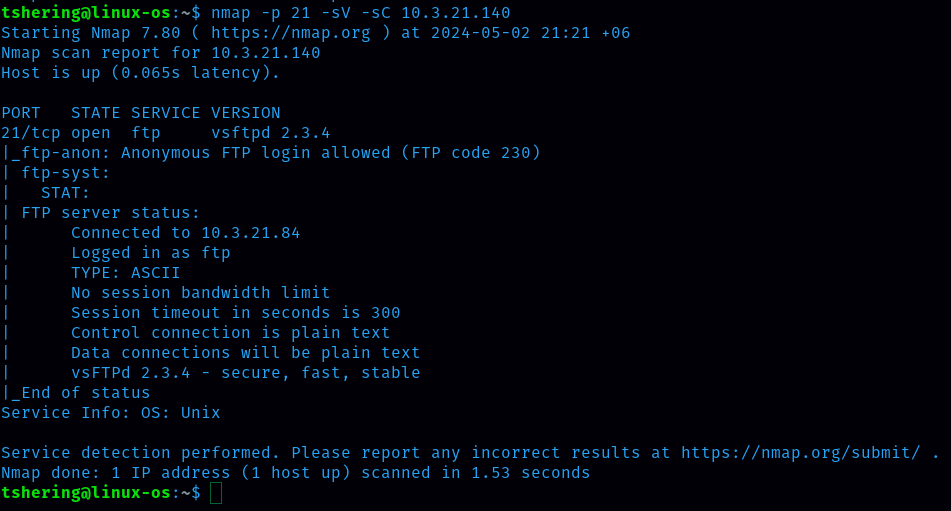 tshering@linux-os:~$ nmap -p 21 -sV -sC 10.3.21.140
Starting Nmap 7.80 ( https://nmap.org ) at 2024-05-02 21:21 +06
Nmap scan report for 10.3.21.140
Host is up (0.065s latency).

PORT   STATE SERVICE VERSION
21/tcp open  ftp     vsftpd 2.3.4
|_ftp-anon: Anonymous FTP login allowed (FTP code 230)
| ftp-syst:
|   STAT:
| FTP server status:
|      Connected to 10.3.21.84
|      Logged in as ftp
|      TYPE: ASCII
|      No session bandwidth limit
|      Session timeout in seconds is 300
|      Control connection is plain text
|      Data connections will be plain text
|      vsFTPd 2.3.4 - secure, fast, stable
|_End of status
Service Info: OS: Unix

Service detection performed. Please report any incorrect results at https://nmap.org/submit/ .
Nmap done: 1 IP address (1 host up) scanned in 1.53 seconds
tshering@linux-os:~$